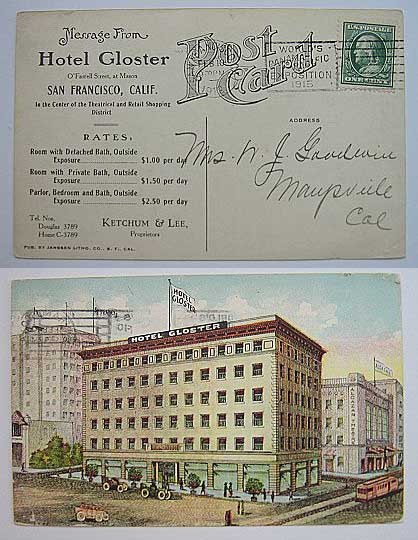 Message From
Hotel Gloster
O'Farrell Street, at Mason
SAN FRANCISCO, CALIF.
In the Center of the Theatrical and Retail Shopping
District
RATES:
Room with Detached Bath, Outside
Exposure $1.00 per day
Room with Private Bath, Outside
Exposure $1.50 per day
Parlor, Bedroom and Bath, Outside
Exposure $2.50 per day
Tel. Nos.
Douglas 3789
Home C-3789
KETCHUM & LEE,
Proprietors
PUB. BY JANSSEN LITHO. CO., S. F., CAL.
Post Card
WORLD'S
PANAMA PACIFIC
EXPOSITION
1915
U.S. POSTAGE
ADDRESS
Mrs. W. J. Goodwin
Marysville
Cal
HOTEL
GLOSTER
HOTEL GLOSTER